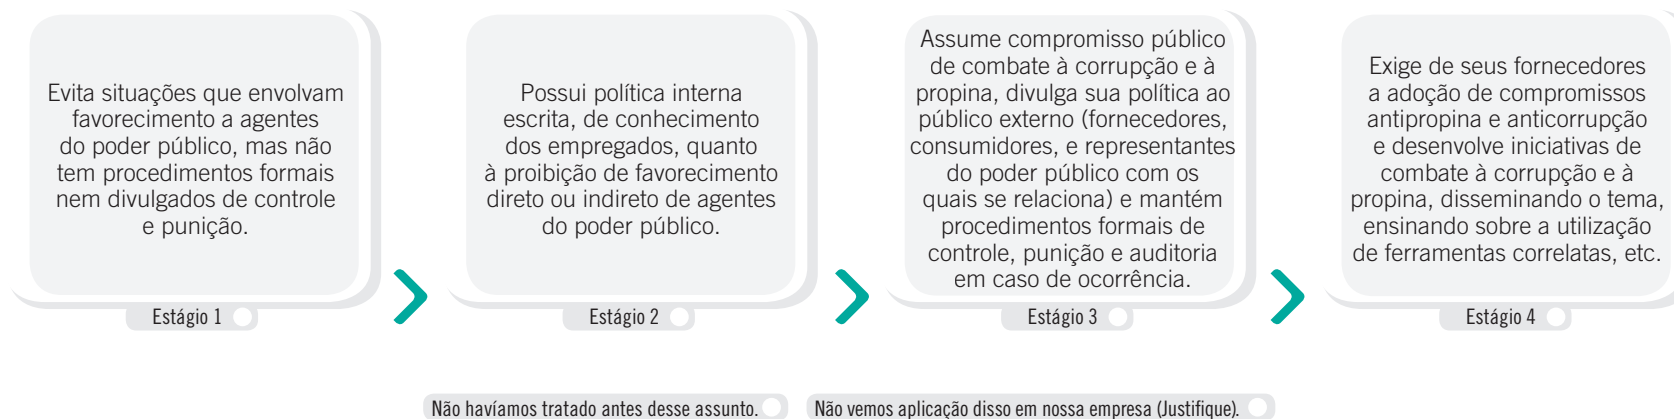 Evita situações que envolvam
favorecimento a agentes
do poder público, mas não
tem procedimentos formais
nem divulgados de controle
e punição.
Estágio 1
Possui política interna
escrita, de conhecimento
dos empregados, quanto
à proibição de favorecimento
direto ou indireto de agentes
do poder público.
Estágio 2
Assume compromisso público
de combate à corrupção e à
propina, divulga sua política ao
público externo (fornecedores,
consumidores, e representantes
do poder público com os
quais se relaciona) e mantém
procedimentos formais de
controle, punição e auditoria
em caso de ocorrência.
Estágio 3
Exige de seus fornecedores
a adoção de compromissos
antipropina e anticorrupção
e desenvolve iniciativas de
combate à corrupção e à
propina, disseminando o tema,
ensinando sobre a utilização
de ferramentas correlatas, etc.
Estágio 4
Não havíamos tratado antes desse assunto.
Não vemos aplicação disso em nossa empresa (Justifique).